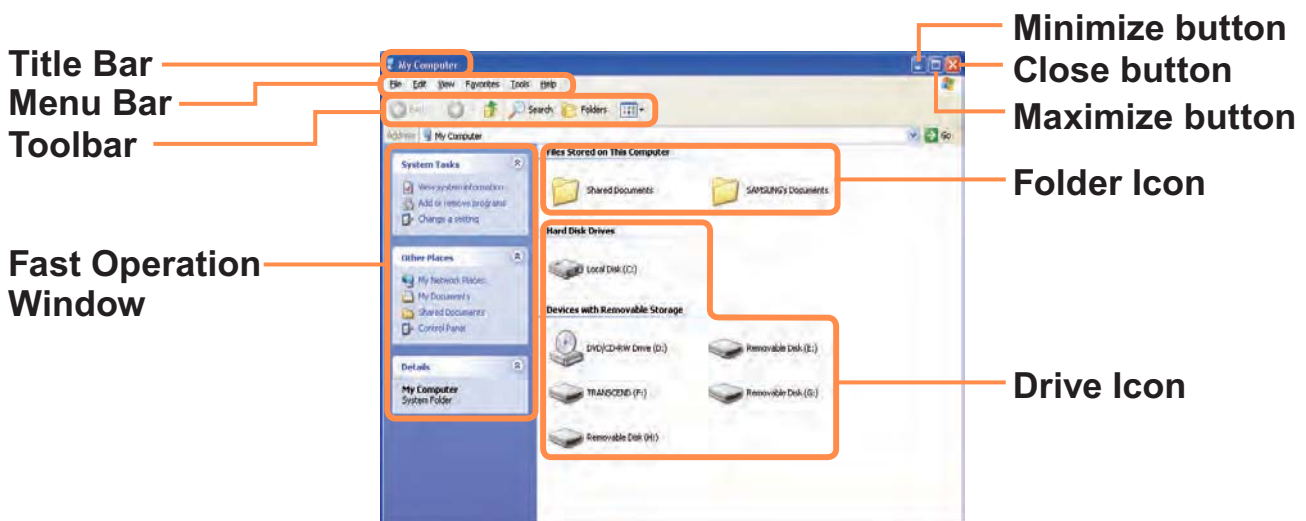 Title Bar
Menu Bar
Toolbar
Fast Operation
Window
My Computer
File Edit View Favorites Tools Help
Search Folders
Address My Computer Go
System Tasks
View system information
Add or remove programs
Change a setting
Other Places
My Network Places
My Documents
Shared Documents
Control Panel
Details
My Computer
System Folder
Files Stored on This Computer
Shared Documents SAMSUNG's Documents
Hard Disk Drives
Local Disk (C:)
Devices with Removable Storage
DVD/CD-RW Drive (D:) Removable Disk (E:)
TRANSCEND (F:) Removable Disk (G:)
Removable Disk (H:)
Minimize button
Close button
Maximize button
Folder Icon
Drive Icon